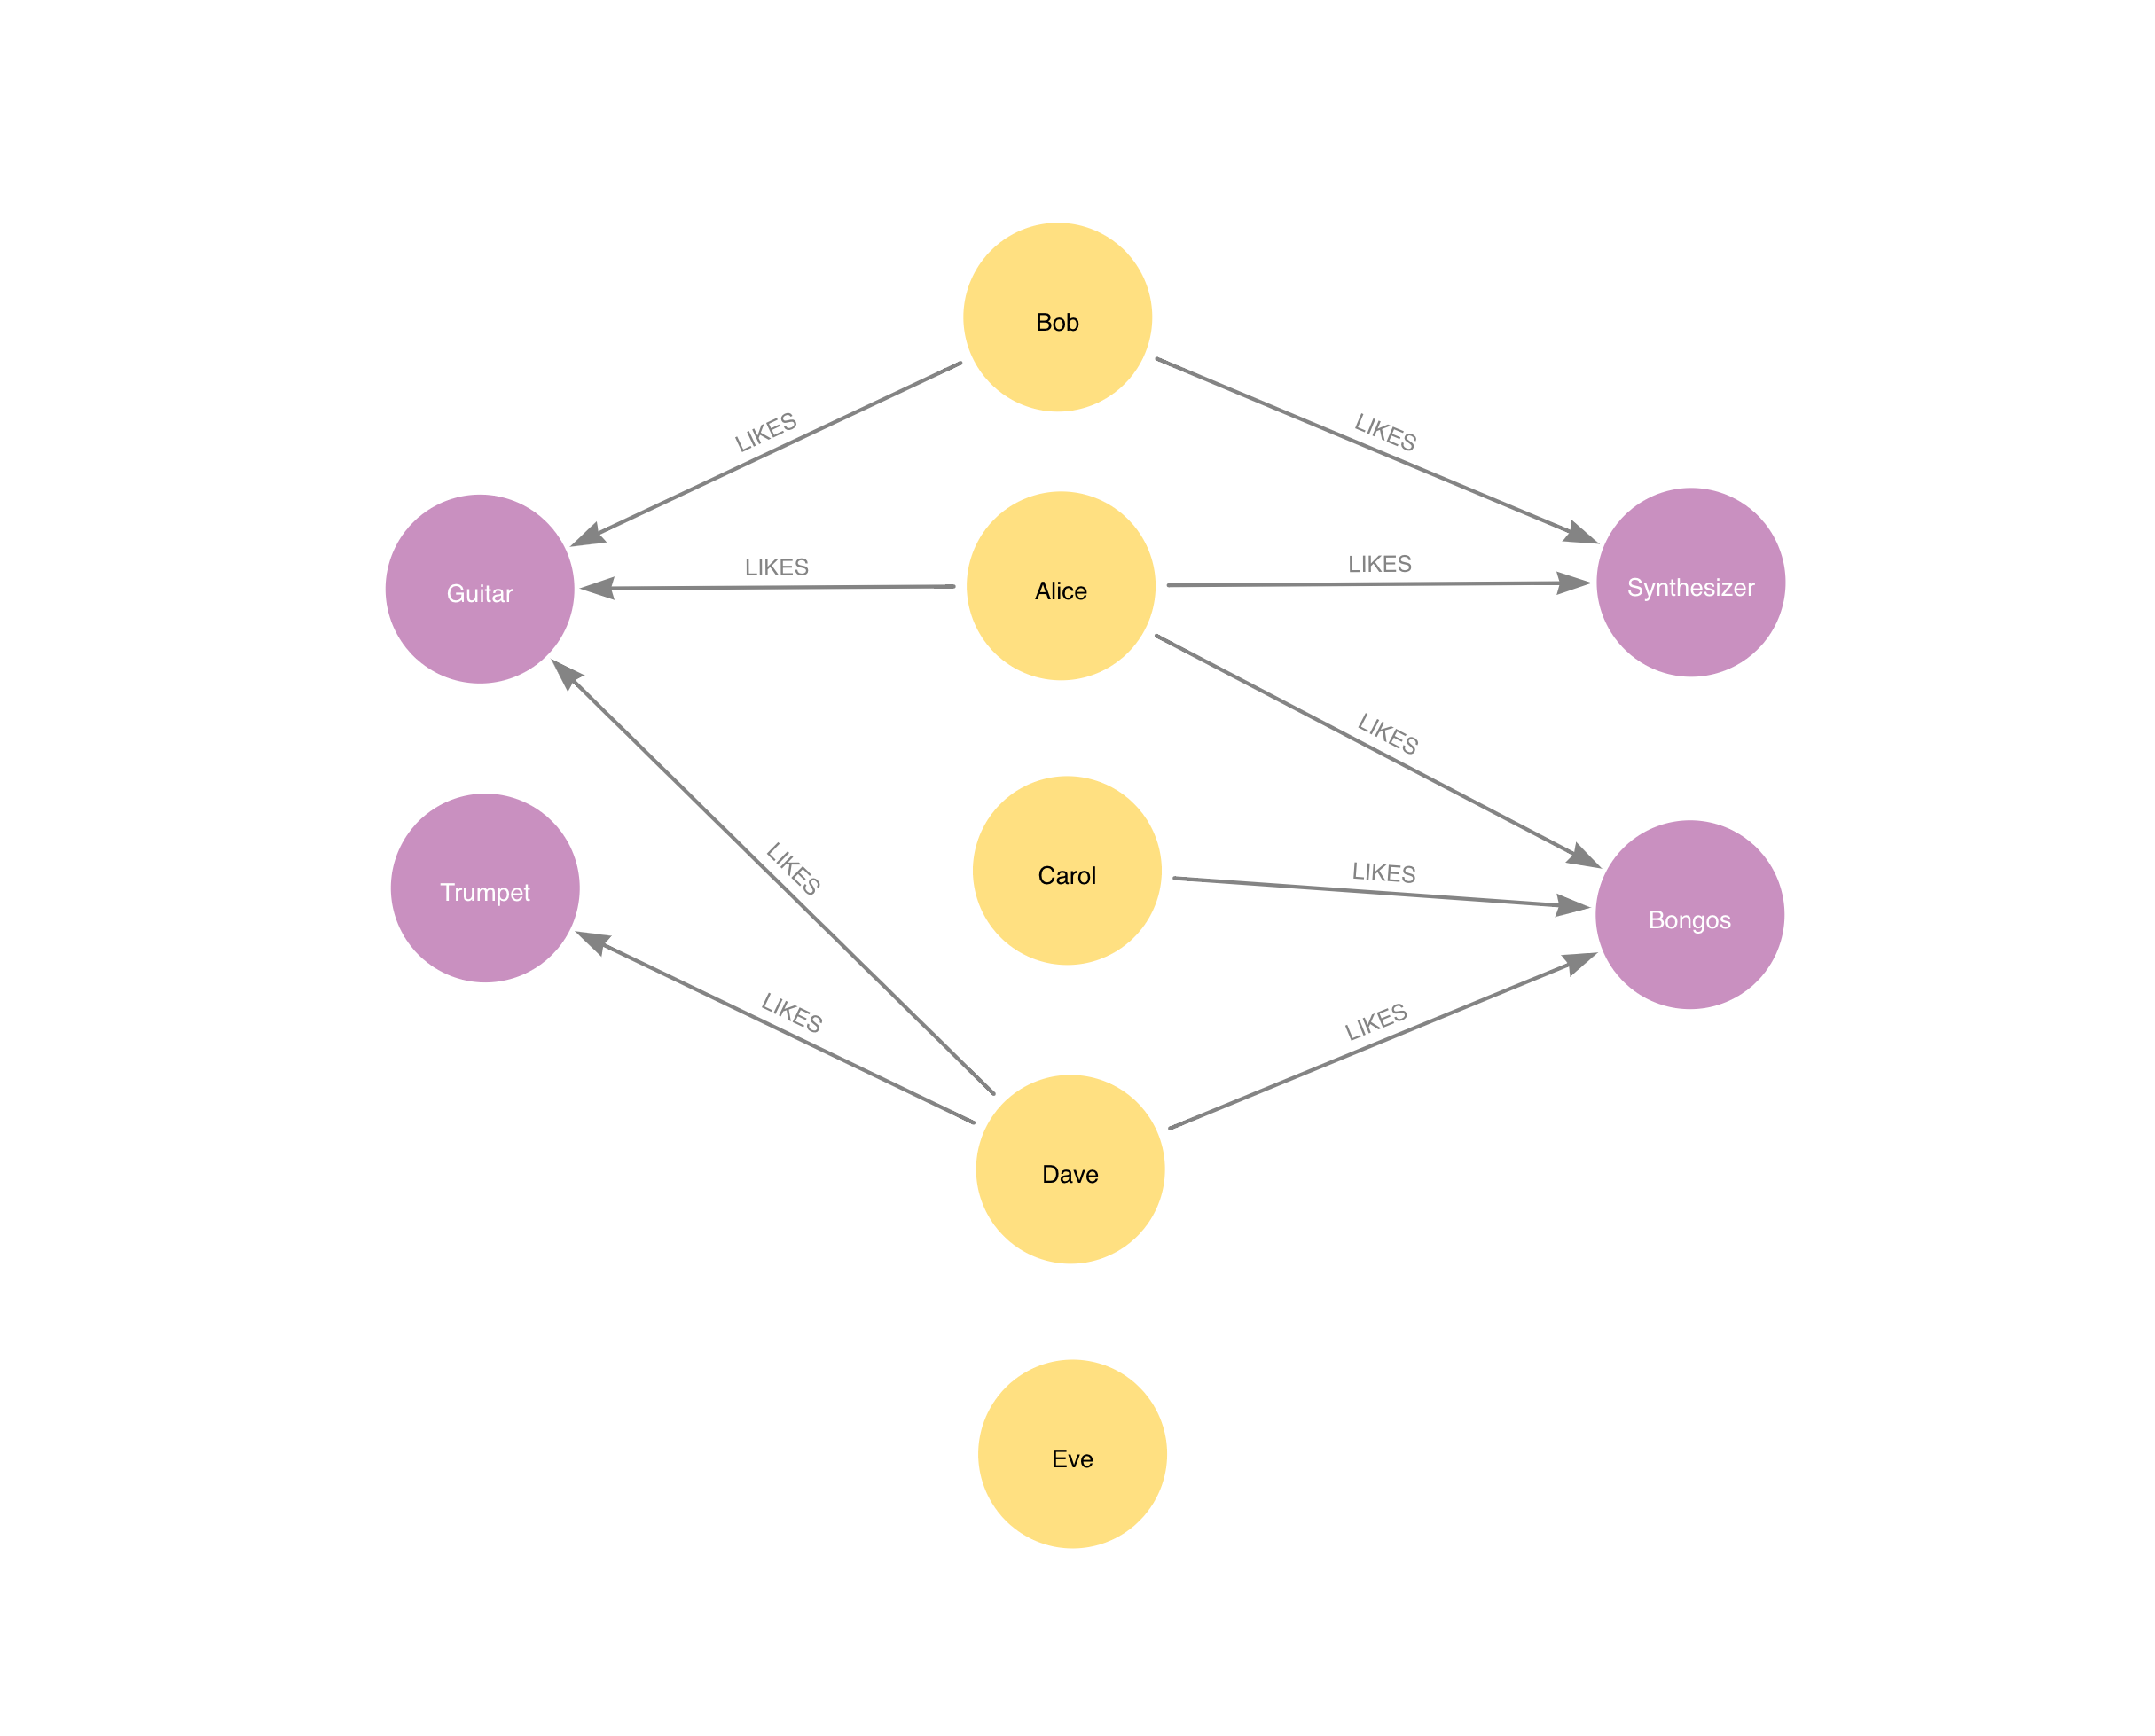 Bob
LIKES
LIKES
Guitar
LIKES
Alice
LIKES
Synthesizer
LIKES
LIKES
Trumpet
Carol
LIKES
Bongos
LIKES
LIKES
Dave
Eve